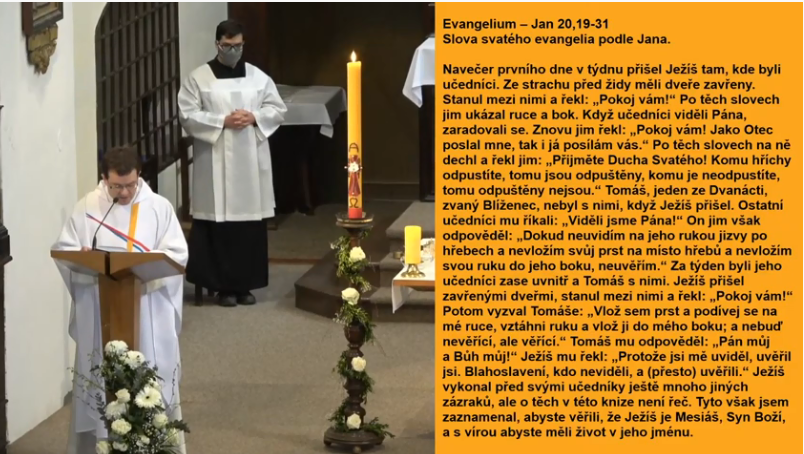 Evangelium – Jan 20,19-31
Slova svatého evangelia podle Jana.
Navečer prvního dne v týdnu přišel Ježíš tam, kde byli
učedníci. Ze strachu před židy měli dveře zavřeny.
Stanul mezi nimi a řekl: „Pokoj vám!“ Po těch slovech
jim ukázal ruce a bok. Když učedníci viděli Pána,
zaradovali se. Znovu jim řekl: „Pokoj vám! Jako Otec
poslal mne, tak i já posílám vás.“ Po těch slovech na ně
dechl a řekl jim: „Přijměte Ducha Svatého! Komu hříchy
odpustíte, tomu jsou odpuštěny, komu je neodpustíte,
tomu odpuštěny nejsou.“ Tomáš, jeden ze Dvanácti,
zvaný Blíženec, nebyl s nimi, když Ježíš přišel. Ostatní
učedníci mu říkali: „Viděli jsme Pána!“ On jim však
odpověděl: „Dokud neuvidím na jeho rukou jizvy po
hřebech a nevložím svůj prst na místo hřebů a nevložím
svou ruku do jeho boku, neuvěřím.“ Za týden byli jeho
učedníci zase uvnitř a Tomáš s nimi. Ježíš přišel
zavřenými dveřmi, stanul mezi nimi a řekl: „Pokoj vám!“
Potom vyzval Tomáše: „Vlož sem prst a podívej se na
mé ruce, vztáhni ruku a vlož ji do mého boku; a nebuď
nevěřící, ale věřící.“ Tomáš mu odpověděl: „Pán můj
a Bůh můj!“ Ježíš mu řekl: „Protože jsi mě uviděl, uvěřil
jsi. Blahoslavení, kdo neviděli, a (přesto) uvěřili.“ Ježíš
vykonal před svými učedníky ještě mnoho jiných
zázraků, ale o těch v této knize není řeč. Tyto však jsem
zaznamenal, abyste věřili, že Ježíš je Mesiáš, Syn Boží,
a s vírou abyste měli život v jeho jménu.